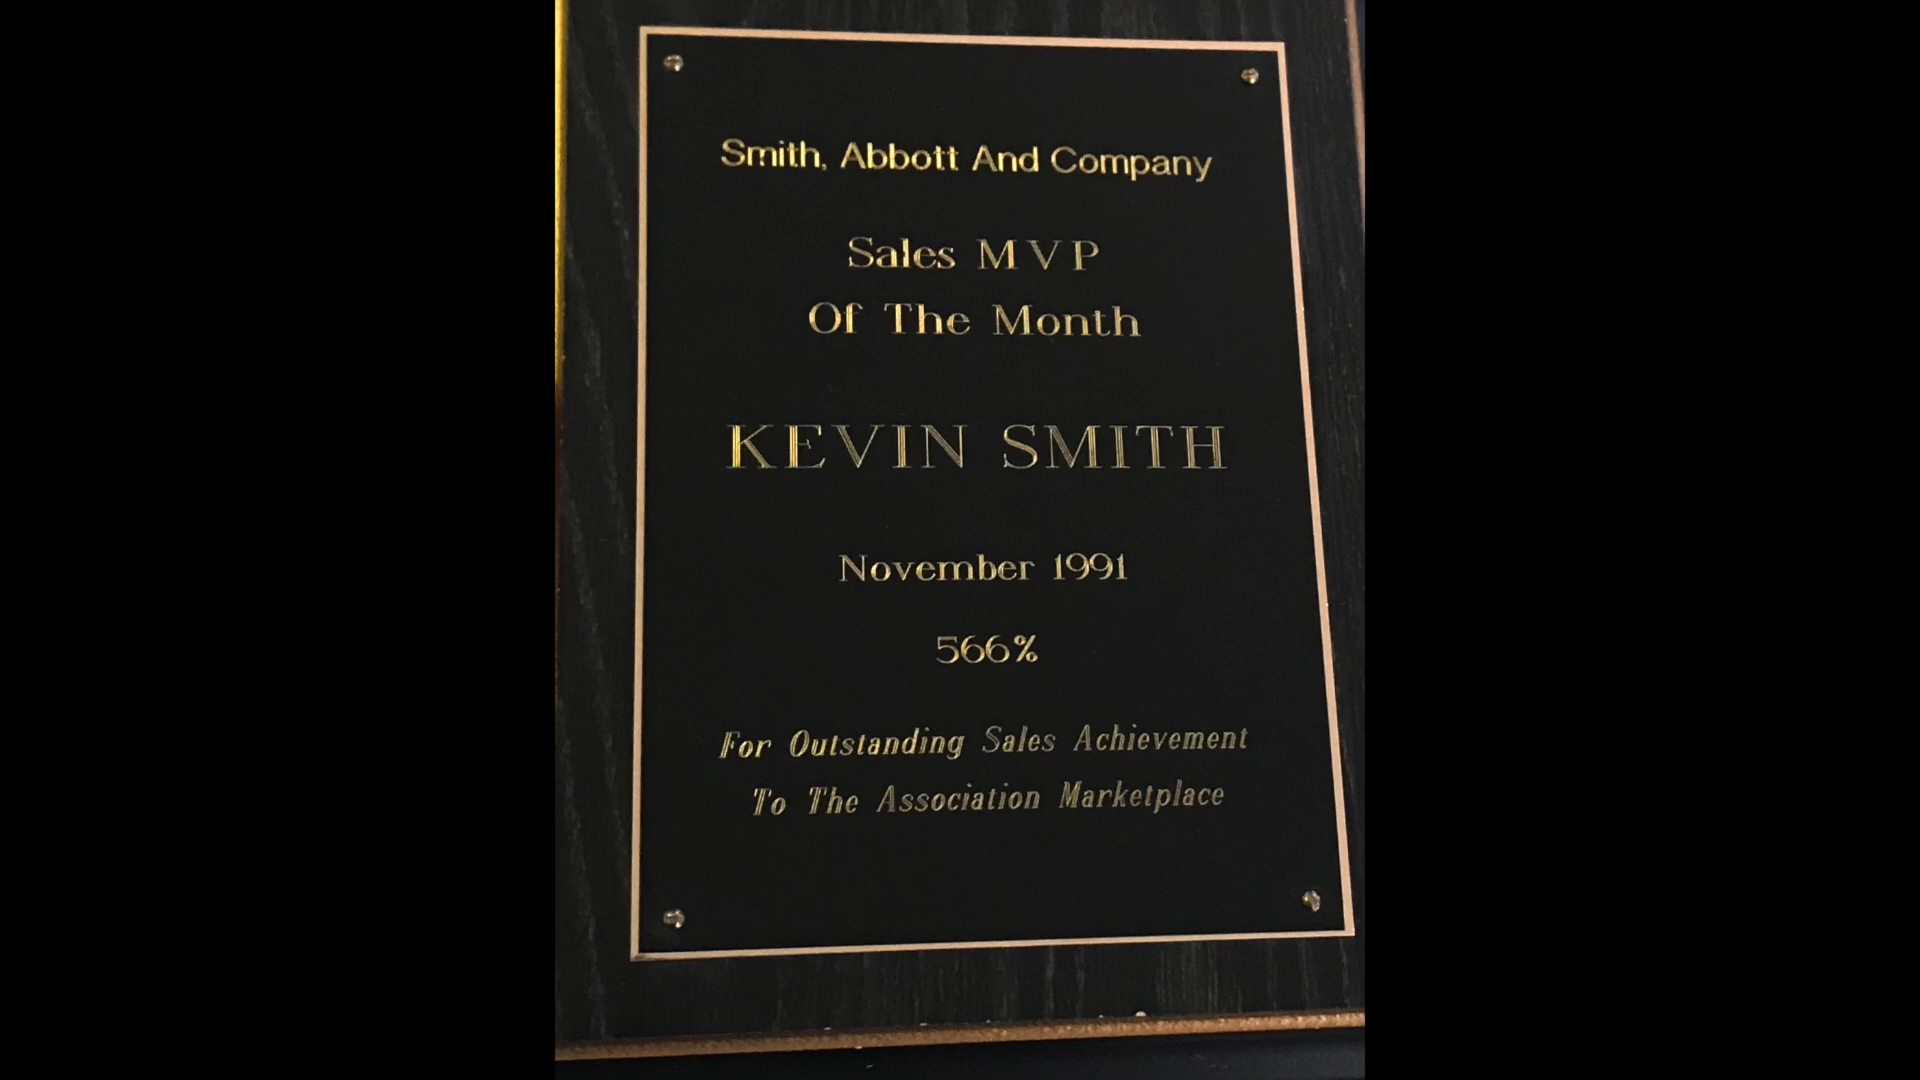 Smith, Abbott And Company
Sales MVP
Of The Month
KEVIN SMITH
November 1991
566%
For Outstanding Sales Achievement
To The Association Marketplace